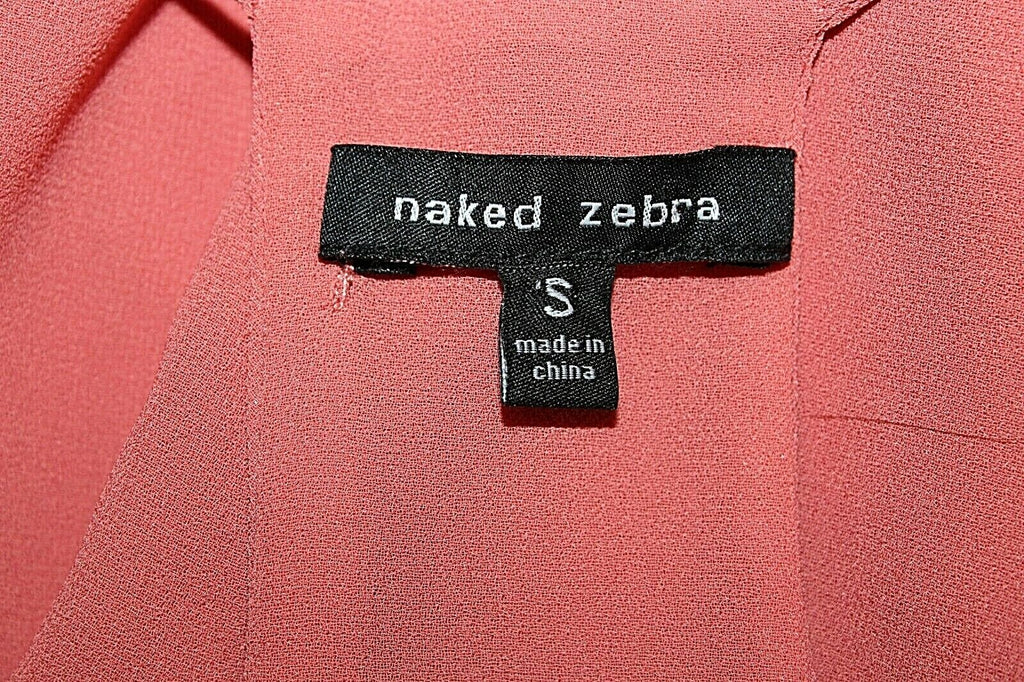 naked zebra
S
made in
china